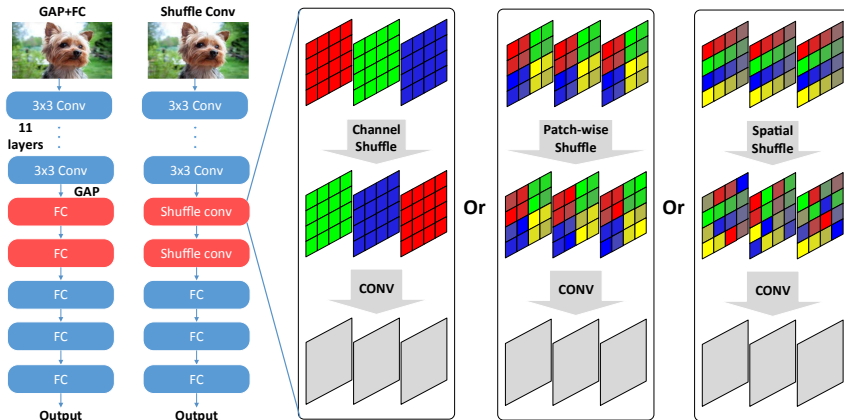 GAP+FC
3x3 Conv
11
layers
3x3 Conv
GAP
FC
FC
FC
FC
FC
Output
Shuffle Conv
3x3 Conv
3x3 Conv
Shuffle conv
Shuffle conv
FC
FC
FC
Output
Channel
Shuffle
CONV
Or
Patch-wise
Shuffle
CONV
Or
Spatial
Shuffle
CONV